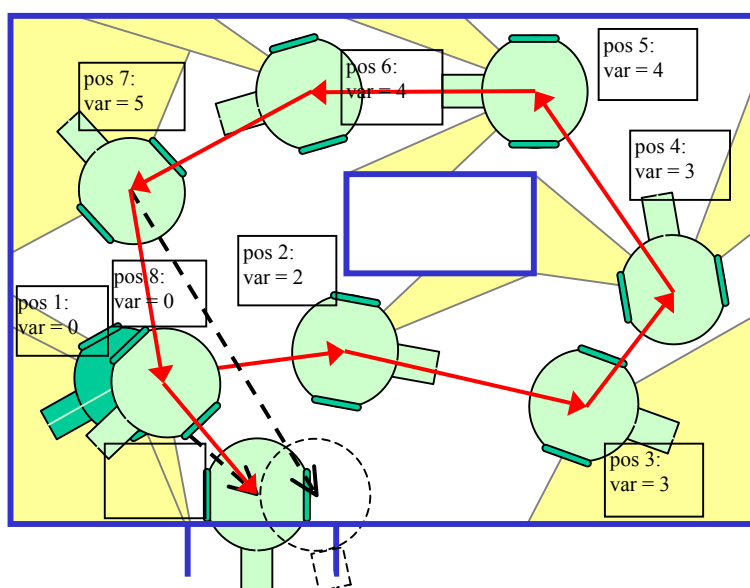 pos 5:
var = 4
pos 6:
var = 4
pos 7:
var = 5
pos 4:
var = 3
pos 2:
var = 2
pos 8:
var = 0
pos 1:
var = 0
pos 3:
var = 3